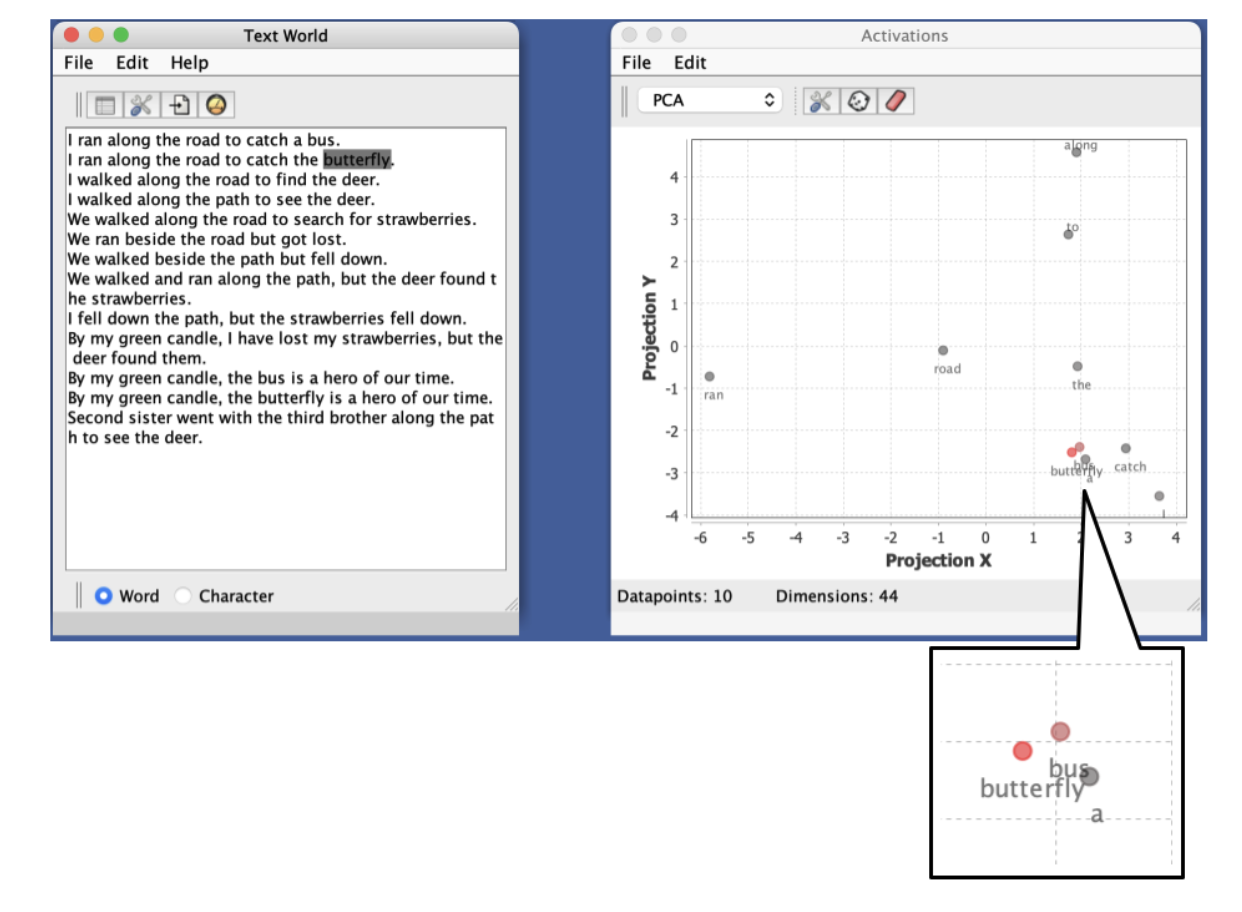 Text World
File Edit Help
I ran along the road to catch a bus.
I ran along the road to catch the butterfly.
I walked along the road to find the deer.
I walked along the path to see the deer.
We walked along the road to search for strawberries.
We ran beside the road but got lost.
We walked beside the path but fell down.
We walked and ran along the path, but the deer found t
he strawberries.
I fell down the path, but the strawberries fell down.
By my green candle, I have lost my strawberries, but the
deer found them.
By my green candle, the bus is a hero of our time.
By my green candle, the butterfly is a hero of our time.
Second sister went with the third brother along the pat
h to see the deer.
Word Character
Activations
File Edit
PCA
along
4
3
to
2
1
0
road
-1
ran
the
-2
bus
butterfly
catch
a
-3
-4
I
Projection Y
-6 -5 -4 -3 -2 -1 0 1 2 3 4
Projection X
Datapoints: 10 Dimensions: 44
bus
butterfly
a